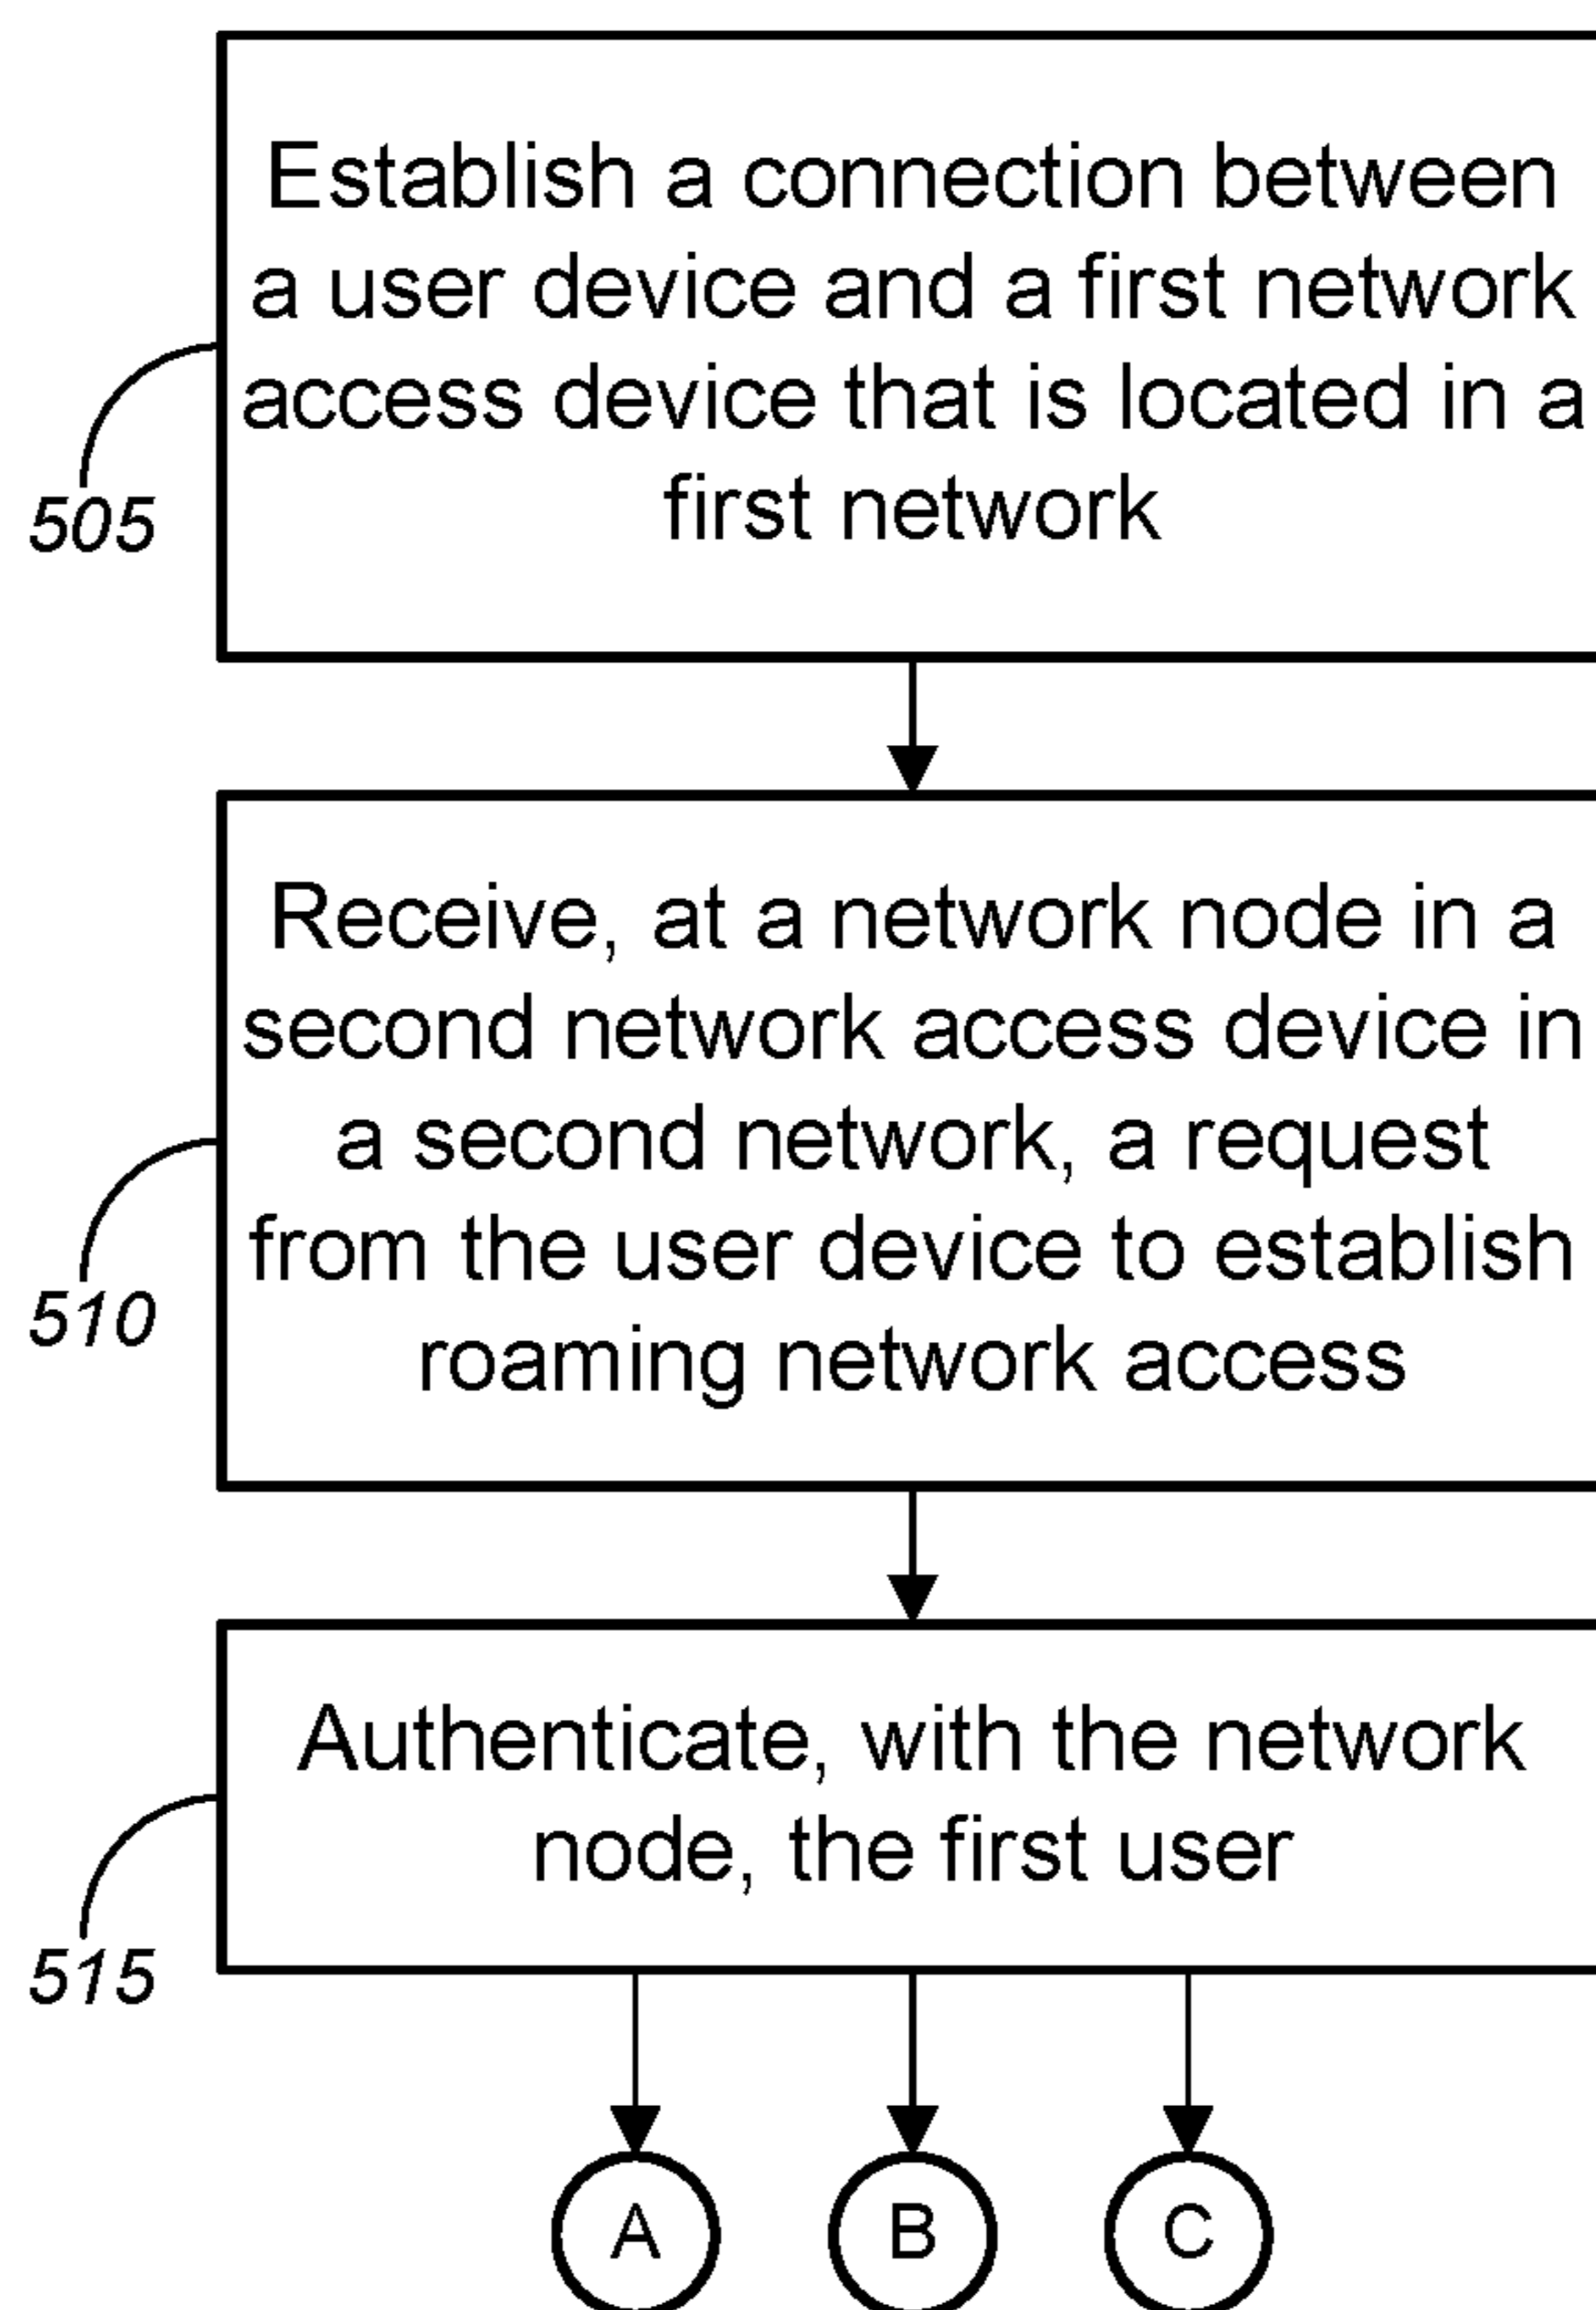 Establish a connection between
a user device and a first network
access device that is located in a
first network
505
Receive, at a network node in a
second network access device in
a second network, a request
from the user device to establish
roaming network access
510
Authenticate, with the network
node, the first user
515
A B C